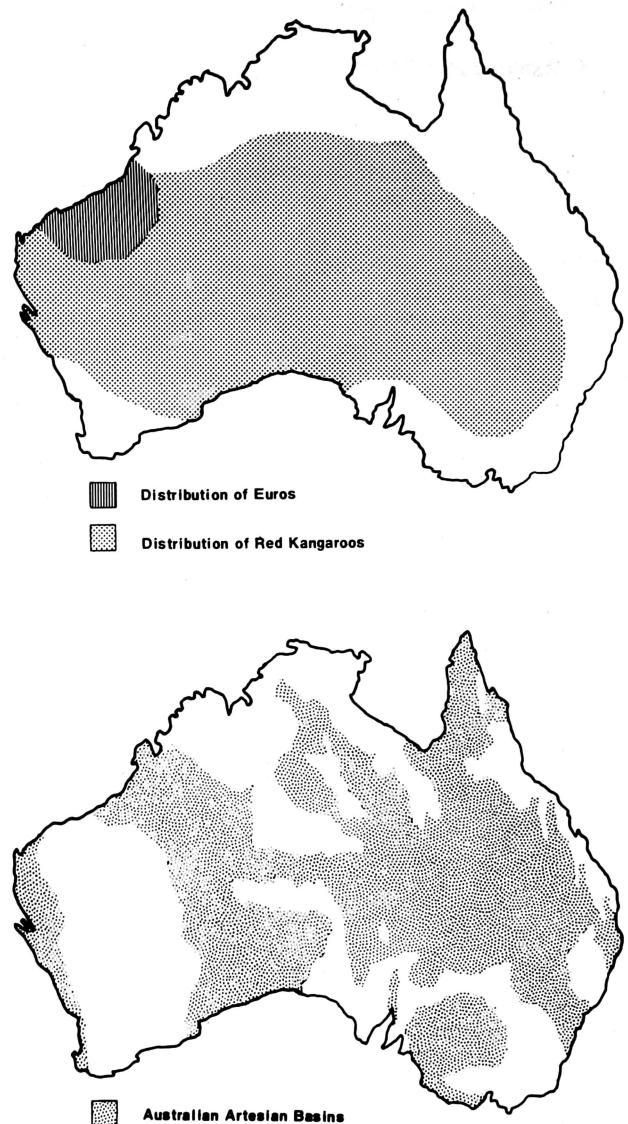 Distribution of Euros
Distribution of Red Kangaroos
Australian Artesian Basins